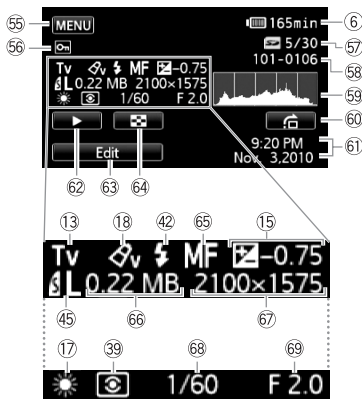 55 MENU 165min 6
56 5/30 57
101-0106 58
Tv v MF -0.75
L 0.22 MB 2100×1575 59
1/60 F 2.0
60
Edit 9:20 PM 61
Nov. 3,2010
62 63 64
13 18 42 65 15
Tv v MF -0.75
L 0.22 MB 2100×1575
45 66 67
17 39 68 69
1/60 F 2.0